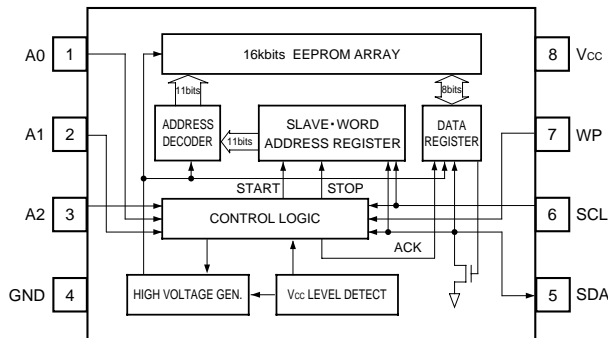 16kbits EEPROM ARRAY
A0 1
8 Vcc
11bits
8bits
A1 2
ADDRESS
DECODER
11bits
SLAVE・WORD
ADDRESS REGISTER
DATA
REGISTER
7 WP
START
STOP
A2 3
CONTROL LOGIC
6 SCL
ACK
GND 4
HIGH VOLTAGE GEN.
Vcc LEVEL DETECT
5 SDA